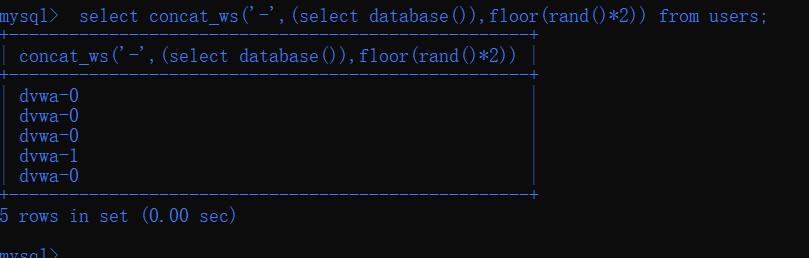 mysql>  select concat_ws('-',(select database()),floor(rand()*2)) from users;
+--------------------------------------------------+
| concat_ws('-',(select database()),floor(rand()*2)) |
+--------------------------------------------------+
| dvwa-0 |
| dvwa-0 |
| dvwa-0 |
| dvwa-1 |
| dvwa-0 |
+--------------------------------------------------+
5 rows in set (0.00 sec)
mysql>